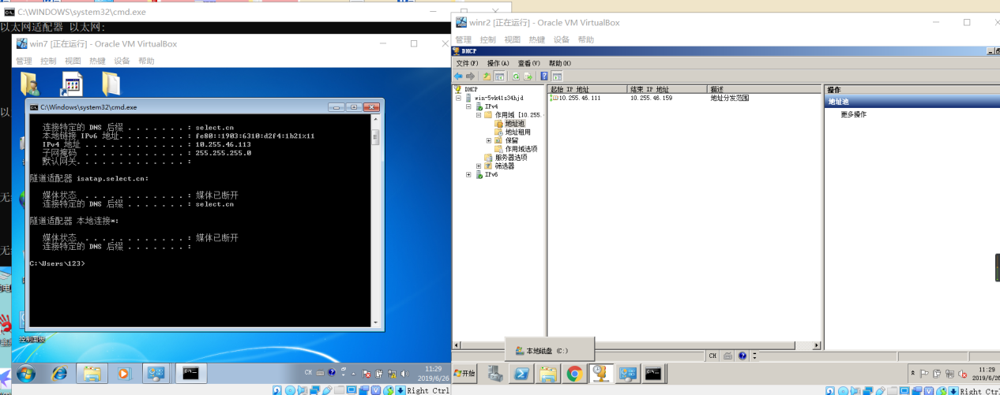 C:\WINDOWS\system32\cmd.exe
以太网适配器 以太网:
win7 [正在运行] - Oracle VM VirtualBox
管理 控制 视图 热键 设备 帮助
C:\Windows\system32\cmd.exe
连接特定的 DNS 后缀 . . . . . . . : select.cn
本地链接 IPv6 地址. . . . . . . . : fe80::1903:6310:d2f4:1b21%11
IPv4 地址 . . . . . . . . . . . . : 10.255.46.113
子网掩码 . . . . . . . . . . . . : 255.255.255.0
默认网关. . . . . . . . . . . . . :
隧道适配器 isatap.select.cn:
媒体状态 . . . . . . . . . . . . : 媒体已断开
连接特定的 DNS 后缀 . . . . . . . : select.cn
隧道适配器 本地连接*:
媒体状态 . . . . . . . . . . . . : 媒体已断开
连接特定的 DNS 后缀 . . . . . . . :
C:\Users\123>
控制面板
CH
11:29
2019/6/26
Right Ctrl
winr2 [正在运行] - Oracle VM VirtualBox
管理 控制 视图 热键 设备 帮助
DHCP
文件(F) 操作(A) 查看(V) 帮助(H)
DHCP
win-5vk41s34hjd
IPv4
作用域 [10.255.
地址池
地址租用
保留
作用域选项
服务器选项
筛选器
IPv6
起始 IP 地址 结束 IP 地址 描述
10.255.46.111 10.255.46.159 地址分发范围
操作
地址池
更多操作
本地磁盘 (C:)
CH
开始
11:29
2019/6/26
Right Ctrl